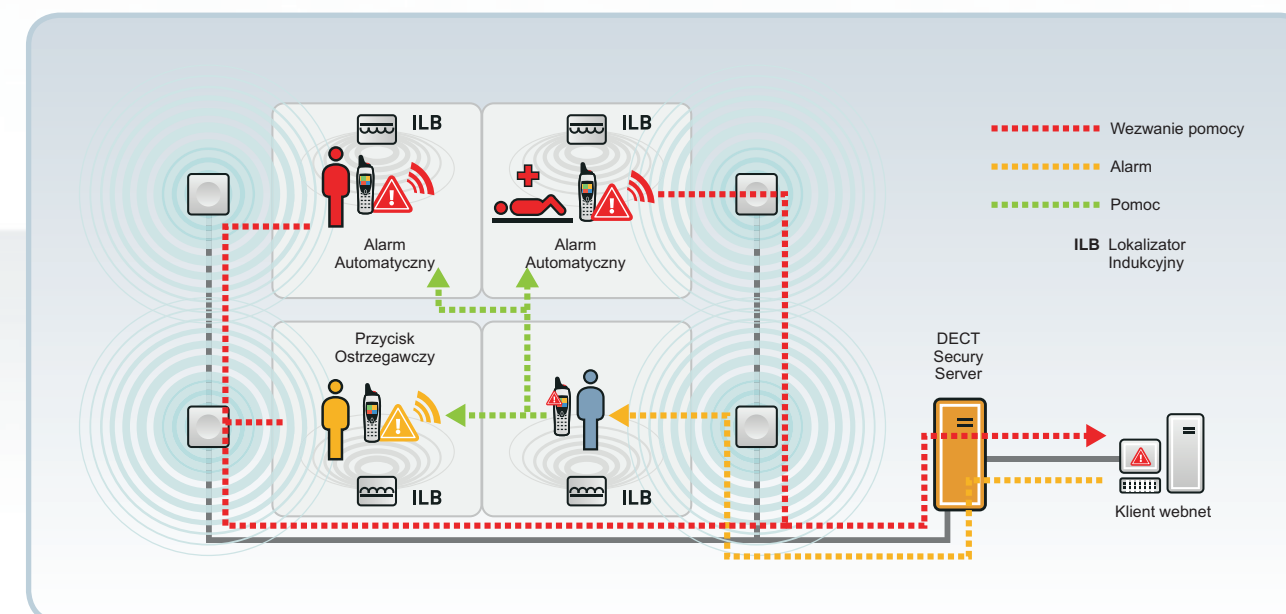 ILB
ILB
Alarm
Automatyczny
Alarm
Automatyczny
Przycisk
Ostrzegawczy
ILB
ILB
Wezwanie pomocy
Alarm
Pomoc
ILB Lokalizator
Indukcyjny
DECT
Secury
Server
Klient webnet